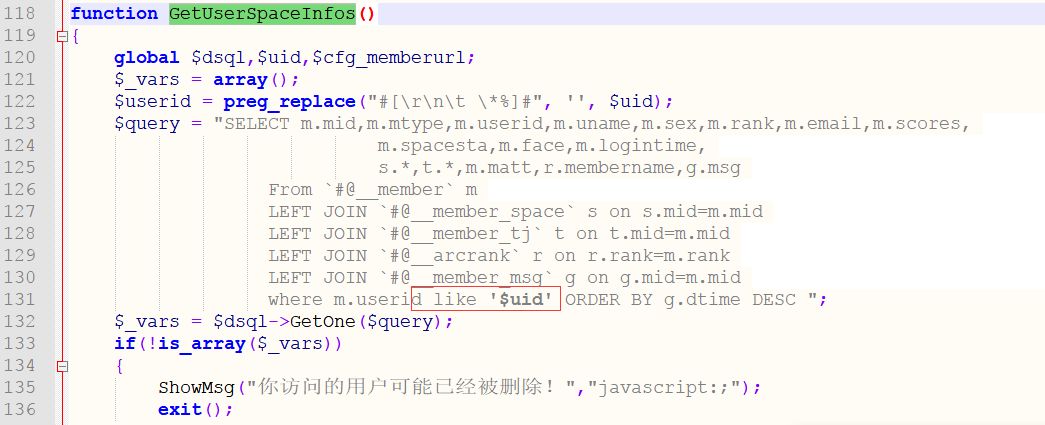 118 function GetUserSpaceInfos()
119 {
120 global $dsql,$uid,$cfg_memberurl;
121 $_vars = array();
122 $userid = preg_replace("#[\r\n\t \*%]#", '', $uid);
123 $query = "SELECT m.mid,m.mtype,m.userid,m.uname,m.sex,m.rank,m.email,m.scores,
124 m.spacesta,m.face,m.logintime,
125 s.*,t.*,m.matt,r.membername,g.msg
126 From `#@__member` m
127 LEFT JOIN `#@__member_space` s on s.mid=m.mid
128 LEFT JOIN `#@__member_tj` t on t.mid=m.mid
129 LEFT JOIN `#@__arcrank` r on r.rank=m.rank
130 LEFT JOIN `#@__member_msg` g on g.mid=m.mid
131 where m.userid like '$uid' ORDER BY g.dtime DESC ";
132 $_vars = $dsql->GetOne($query);
133 if(!is_array($_vars))
134 {
135 ShowMsg("你访问的用户可能已经被删除！","javascript:;");
136 exit();